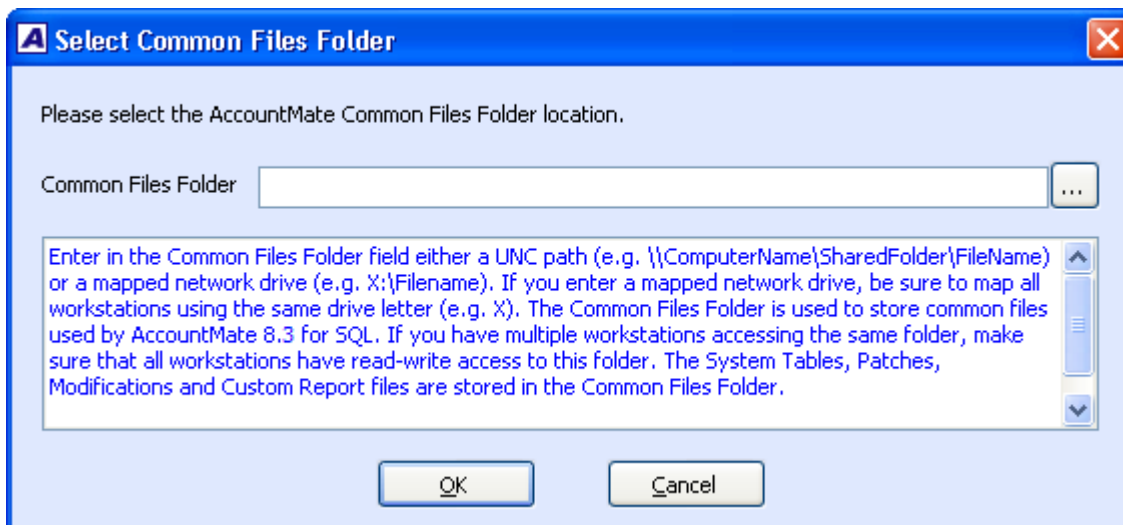 Select Common Files Folder
Please select the AccountMate Common Files Folder location.
Common Files Folder
...
Enter in the Common Files Folder field either a UNC path (e.g. \\ComputerName\SharedFolder\FileName)
or a mapped network drive (e.g. X:\Filename). If you enter a mapped network drive, be sure to map all
workstations using the same drive letter (e.g. X). The Common Files Folder is used to store common files
used by AccountMate 8.3 for SQL. If you have multiple workstations accessing the same folder, make
sure that all workstations have read-write access to this folder. The System Tables, Patches,
Modifications and Custom Report files are stored in the Common Files Folder.
OK
Cancel